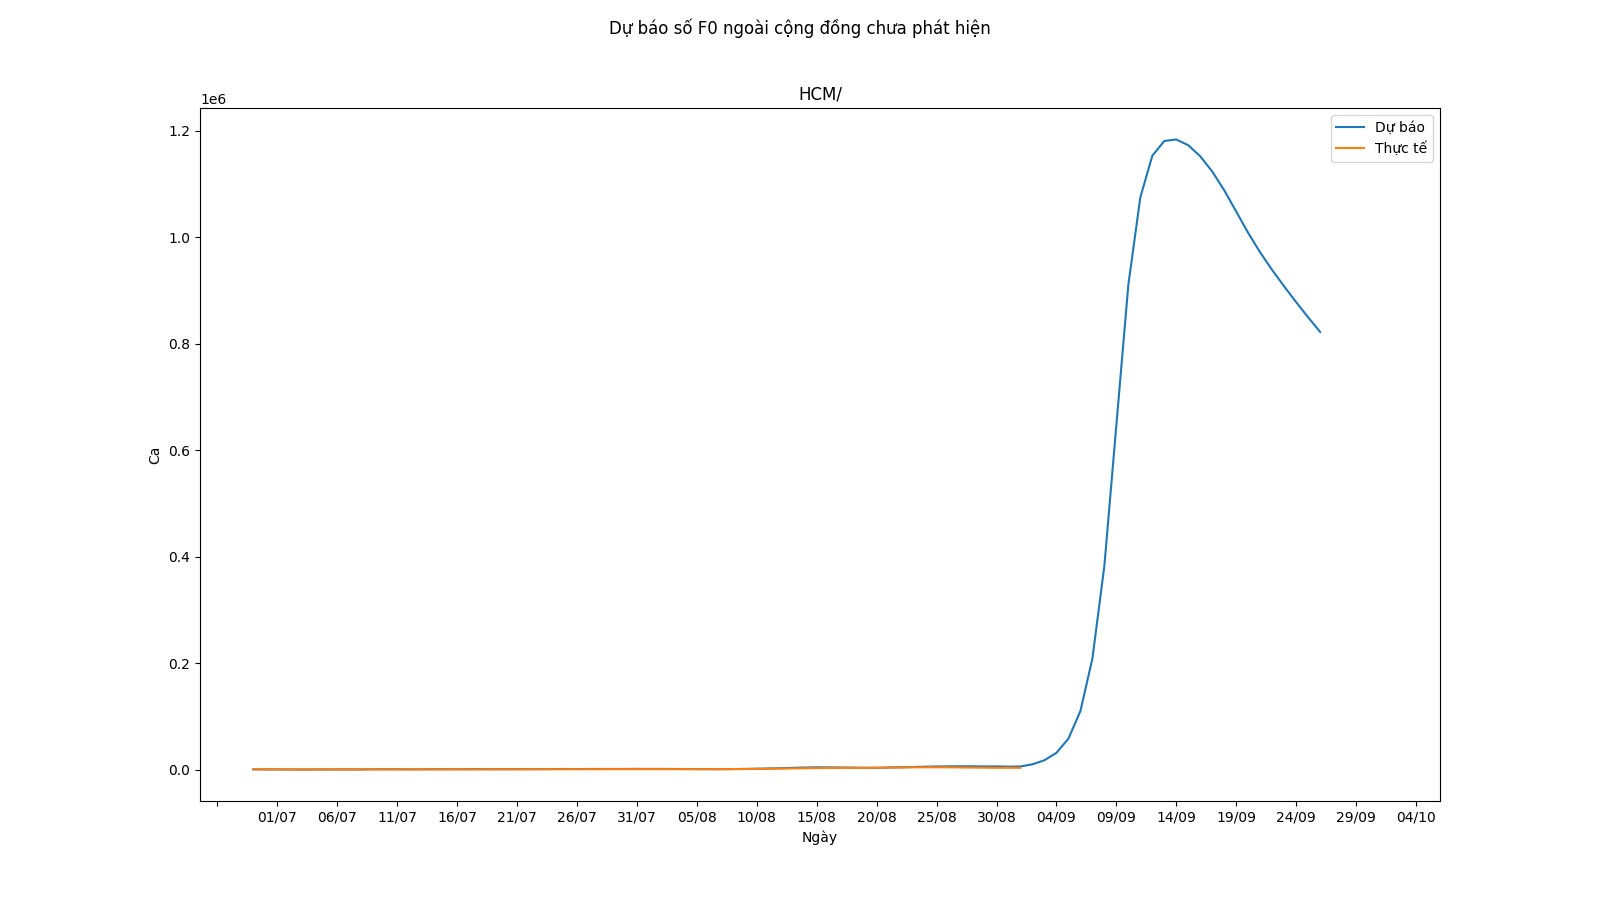 Dự báo số F0 ngoài cộng đồng chưa phát hiện
HCM/
1e6
Dự báo
Thực tế
1.2
1.0
0.8
0.6
0.4
0.2
0.0
Ca
01/07 06/07 11/07 16/07 21/07 26/07 31/07 05/08 10/08 15/08 20/08 25/08 30/08 04/09 09/09 14/09 19/09 24/09 29/09 04/10
Ngày